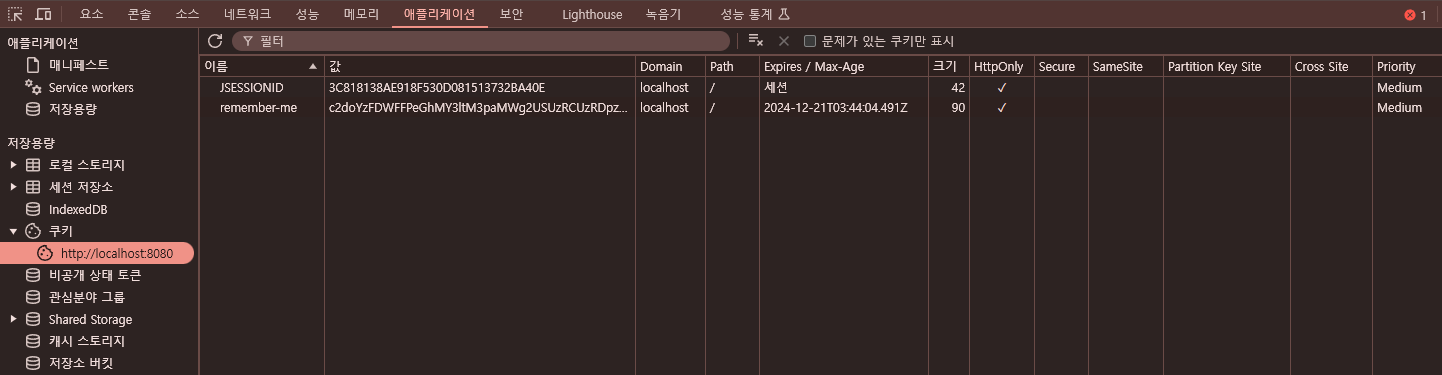 요소 콘솔 소스 네트워크 성능 메모리 애플리케이션 보안 Lighthouse 녹음기 성능 통계 1
애플리케이션
매니페스트
Service workers
저장용량
저장용량
로컬 스토리지
세션 저장소
IndexedDB
쿠키
http://localhost:8080
비공개 상태 토큰
관심분야 그룹
Shared Storage
캐시 스토리지
저장소 버킷
필터 문제가 있는 쿠키만 표시
이름 값 Domain Path Expires / Max-Age 크기 HttpOnly Secure SameSite Partition Key Site Cross Site Priority
JSESSIONID 3C818138AE918F530D081513732BA40E localhost / 세션 42 ✓ Medium
remember-me c2doYzFDWFFPeGhMY3ltM3paMWg2USUzRCUzRDpz... localhost / 2024-12-21T03:44:04.491Z 90 ✓ Medium